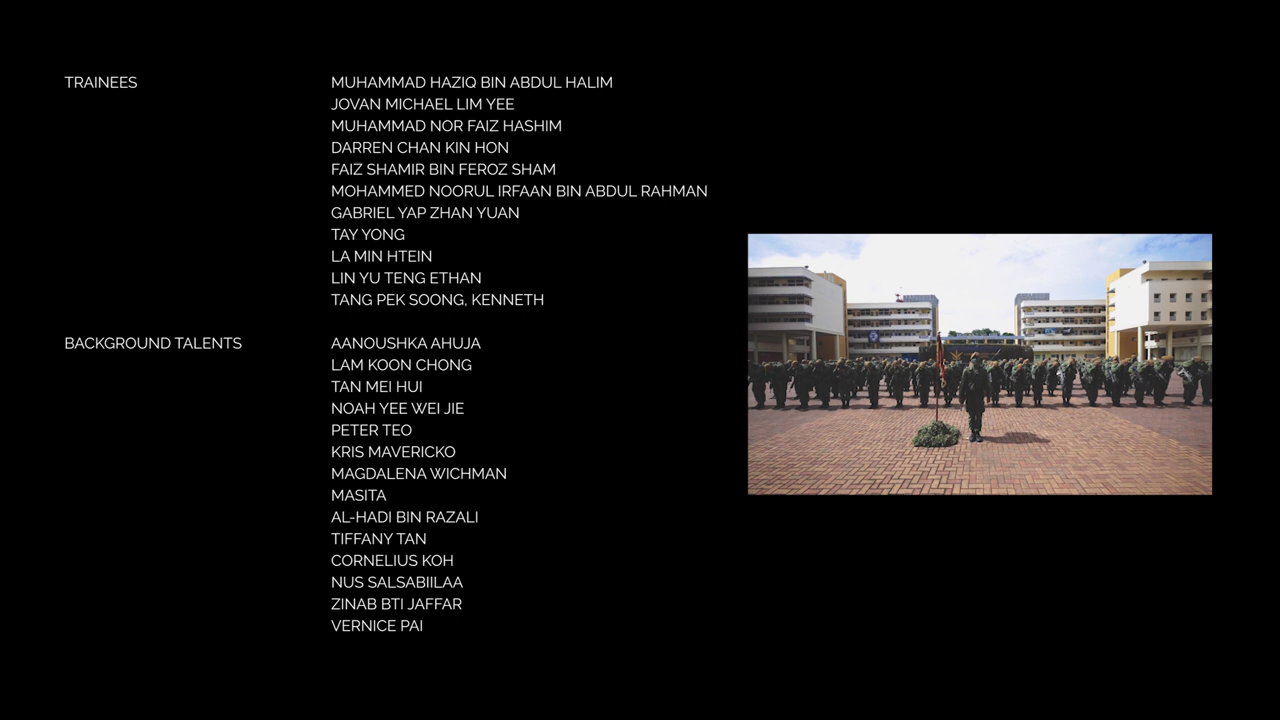 TRAINEES
MUHAMMAD HAZIQ BIN ABDUL HALIM
JOVAN MICHAEL LIM YEE
MUHAMMAD NOR FAIZ HASHIM
DARREN CHAN KIN HON
FAIZ SHAMIR BIN FEROZ SHAM
MOHAMMED NOORUL IRFAAN BIN ABDUL RAHMAN
GABRIEL YAP ZHAN YUAN
TAY YONG
LA MIN HTEIN
LIN YU TENG ETHAN
TANG PEK SOONG, KENNETH
BACKGROUND TALENTS
AANOUSHKA AHUJA
LAM KOON CHONG
TAN MEI HUI
NOAH YEE WEI JIE
PETER TEO
KRIS MAVERICKO
MAGDALENA WICHMAN
MASITA
AL-HADI BIN RAZALI
TIFFANY TAN
CORNELIUS KOH
NUS SALSABIILAA
ZINAB BTI JAFFAR
VERNICE PAI